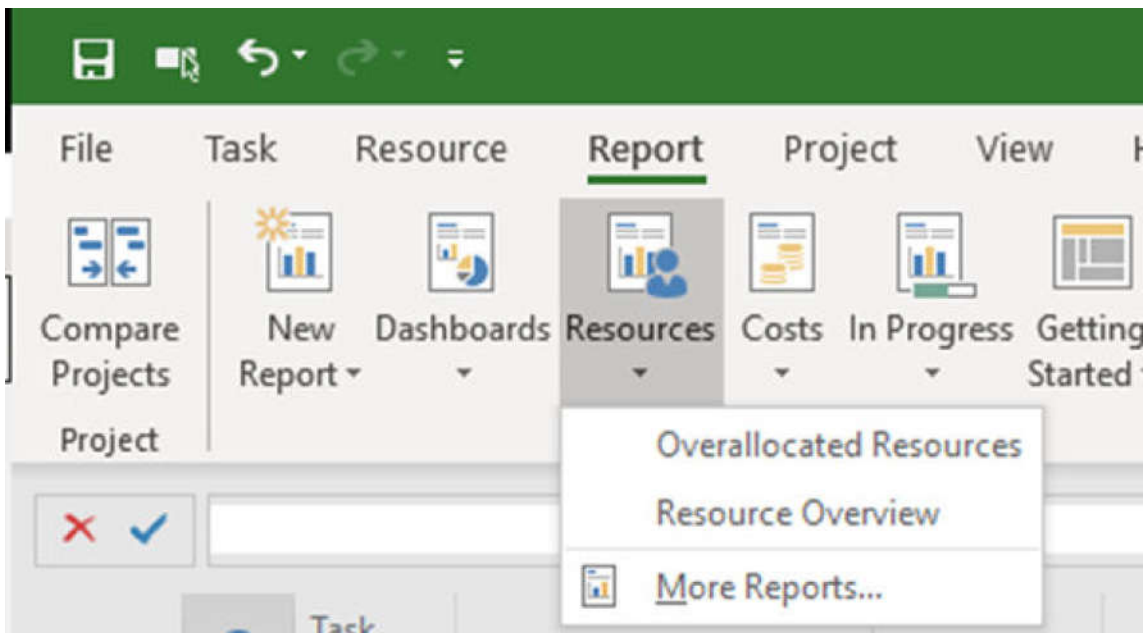 File Task Resource Report Project View
Compare Projects
New Report
Dashboards
Resources
Costs
In Progress
Getting Started
Project
Overallocated Resources
Resource Overview
More Reports...
Task